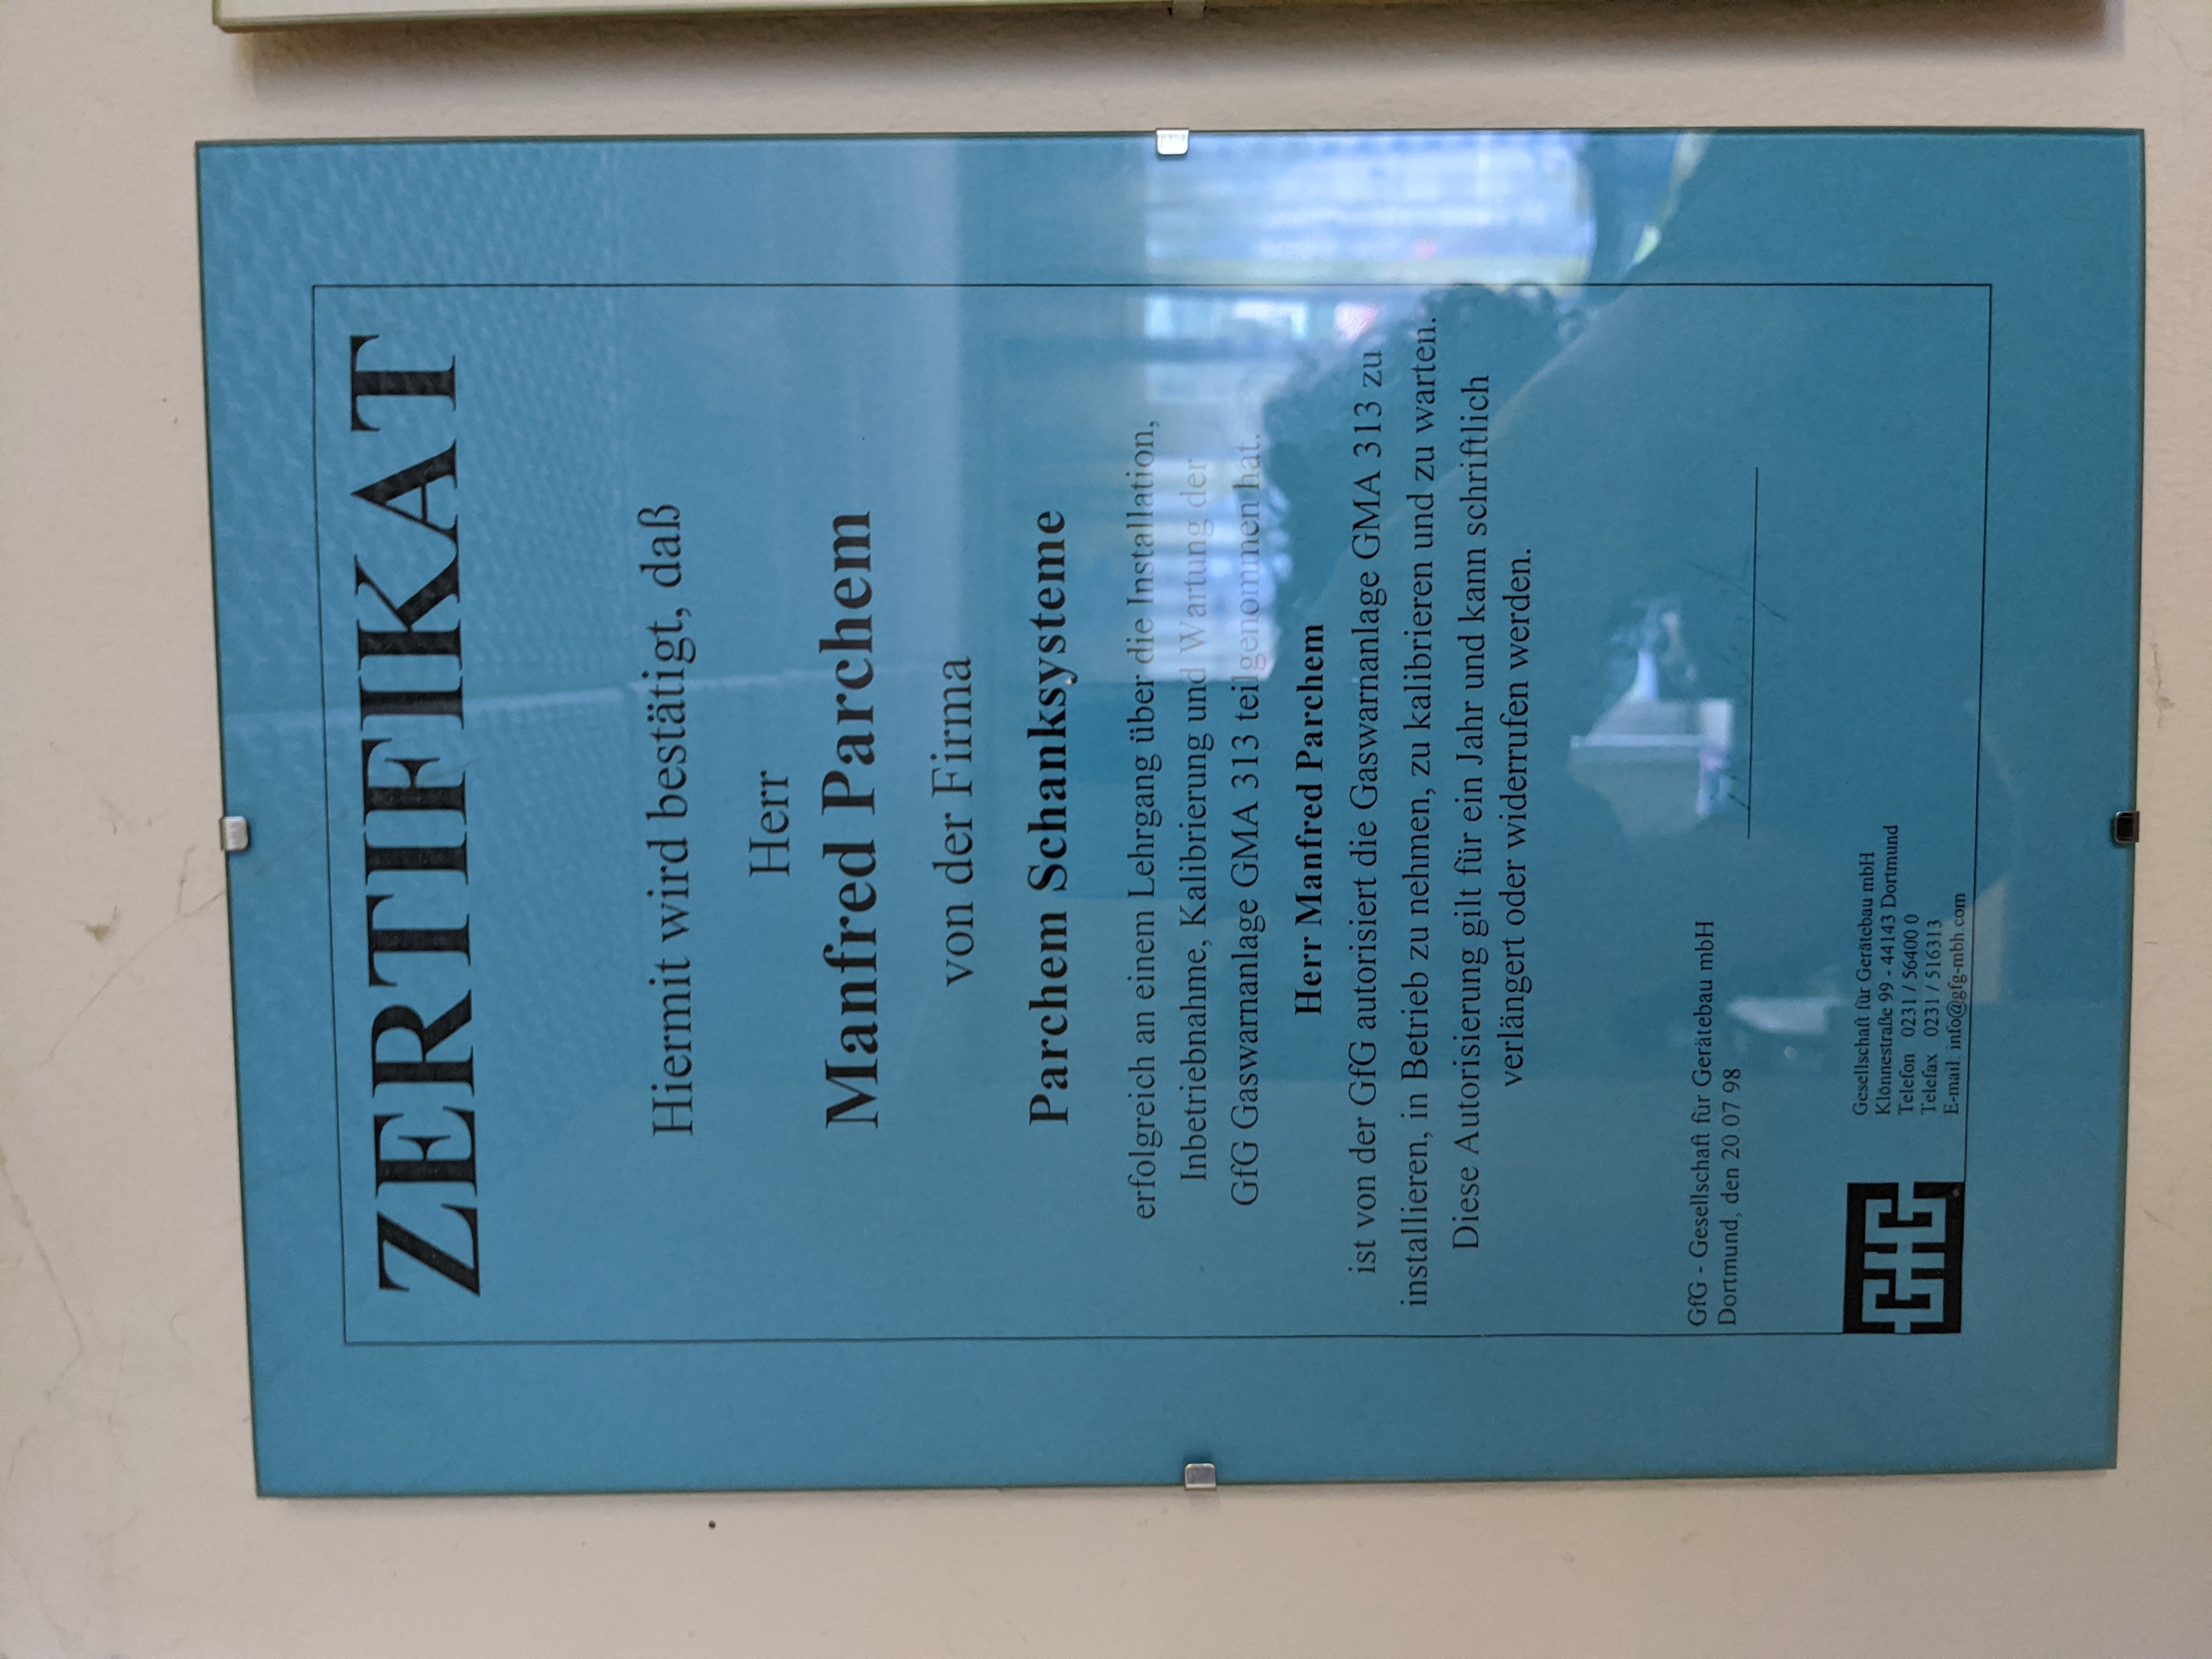 ZERTIFIKAT
Hiermit wird bestätigt, daß
Herr
Manfred Parchem
von der Firma
Parchem Schanksysteme
erfolgreich an einem Lehrgang über die Installation,
Inbetriebnahme, Kalibrierung und Wartung der
GfG Gaswarnanlage GMA 313 teilgenommen hat.
Herr Manfred Parchem
ist von der GfG autorisiert die Gaswarnanlage GMA 313 zu
installieren, in Betrieb zu nehmen, zu kalibrieren und zu warten.
Diese Autorisierung gilt für ein Jahr und kann schriftlich
verlängert oder widerrufen werden.
GfG - Gesellschaft für Gerätebau mbH
Dortmund, den 20 07 98
GfG
Gesellschaft für Gerätebau mbH
Klönnestraße 99 - 44143 Dortmund
Telefon 0231 / 56400 0
Telefax 0231 / 516313
E-mail: info@gfg-mbh.com